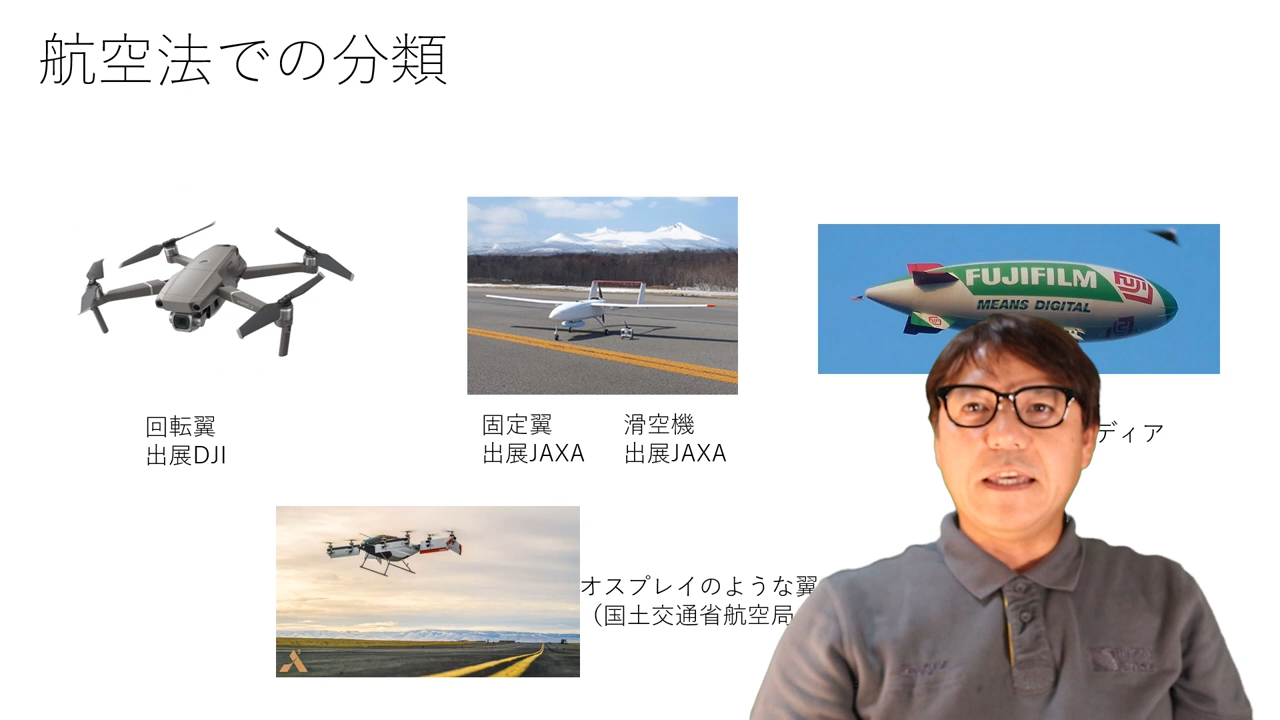 航空法での分類
FUJIFILM
MEANS DIGITAL
回転翼
出展DJI
固定翼
出展JAXA
滑空機
出展JAXA
ディア
オスプレイのような翼
（国土交通省航空局